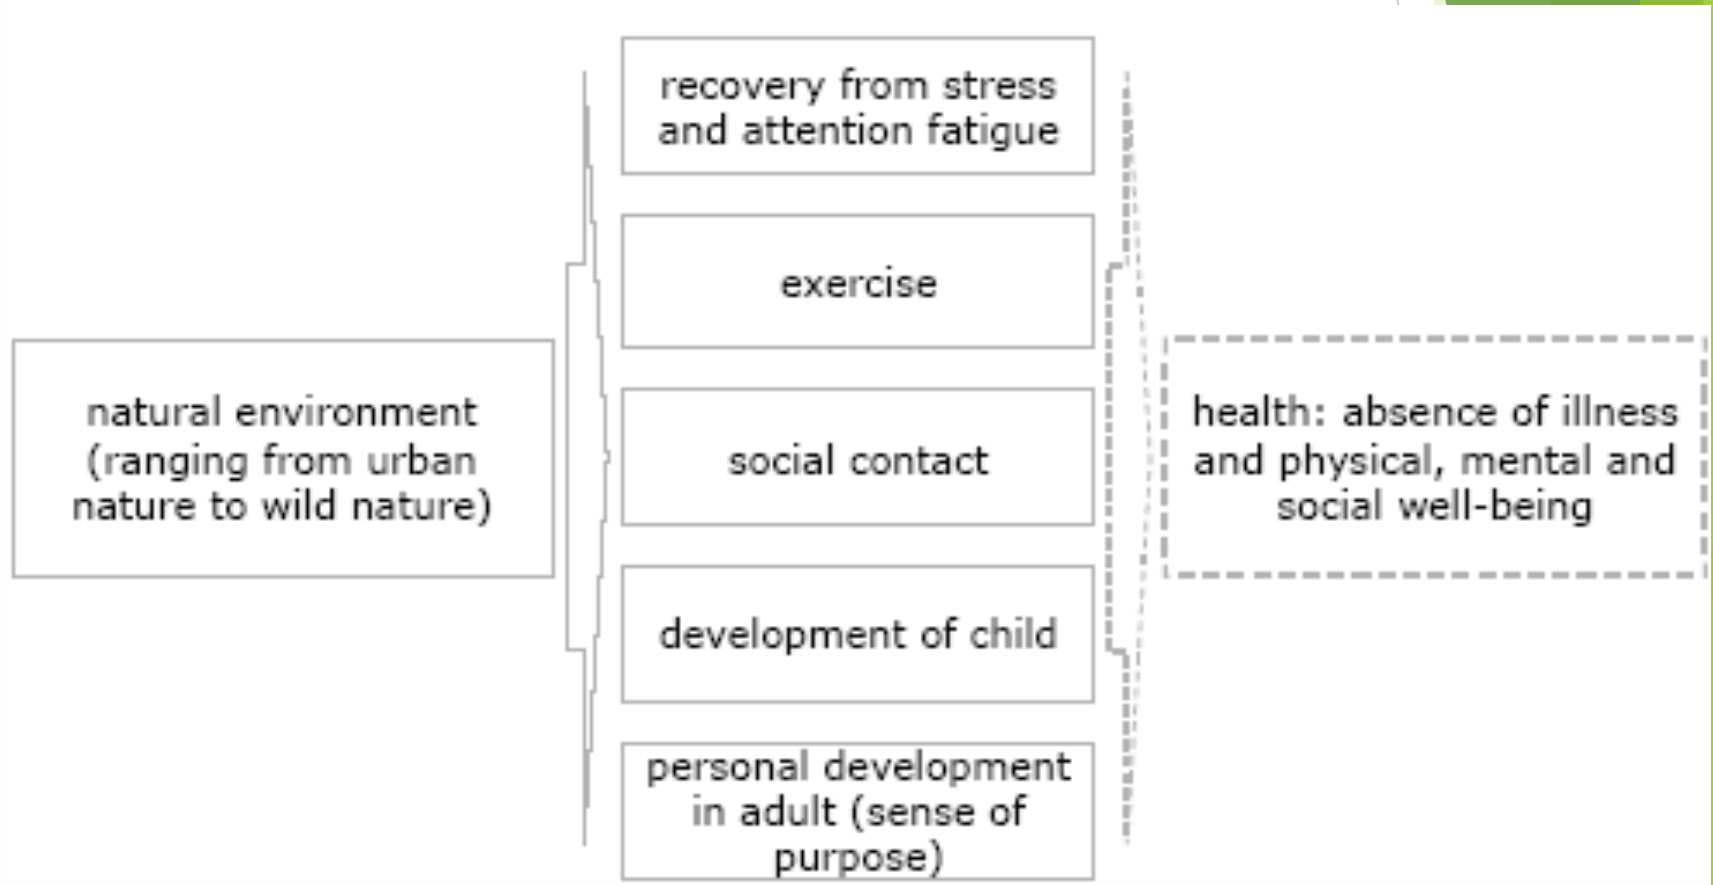 recovery from stress
and attention fatigue
exercise
natural environment
(ranging from urban
nature to wild nature)
social contact
health: absence of illness
and physical, mental and
social well-being
development of child
personal development
in adult (sense of
purpose)